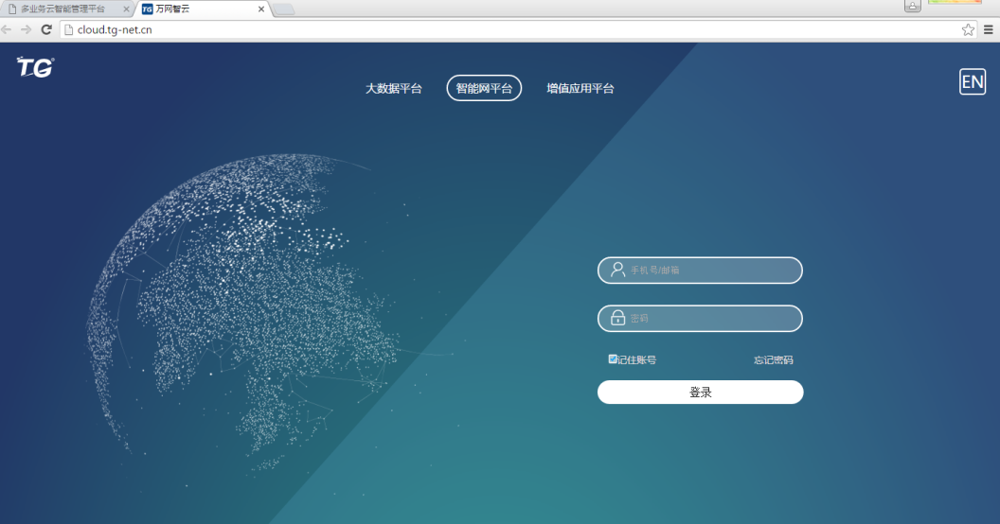 多业务云智能管理平台
TG 万网智云
cloud.tg-net.cn
TG
大数据平台 智能网平台 增值应用平台
EN
手机号/邮箱
密码
记住账号 忘记密码
登录